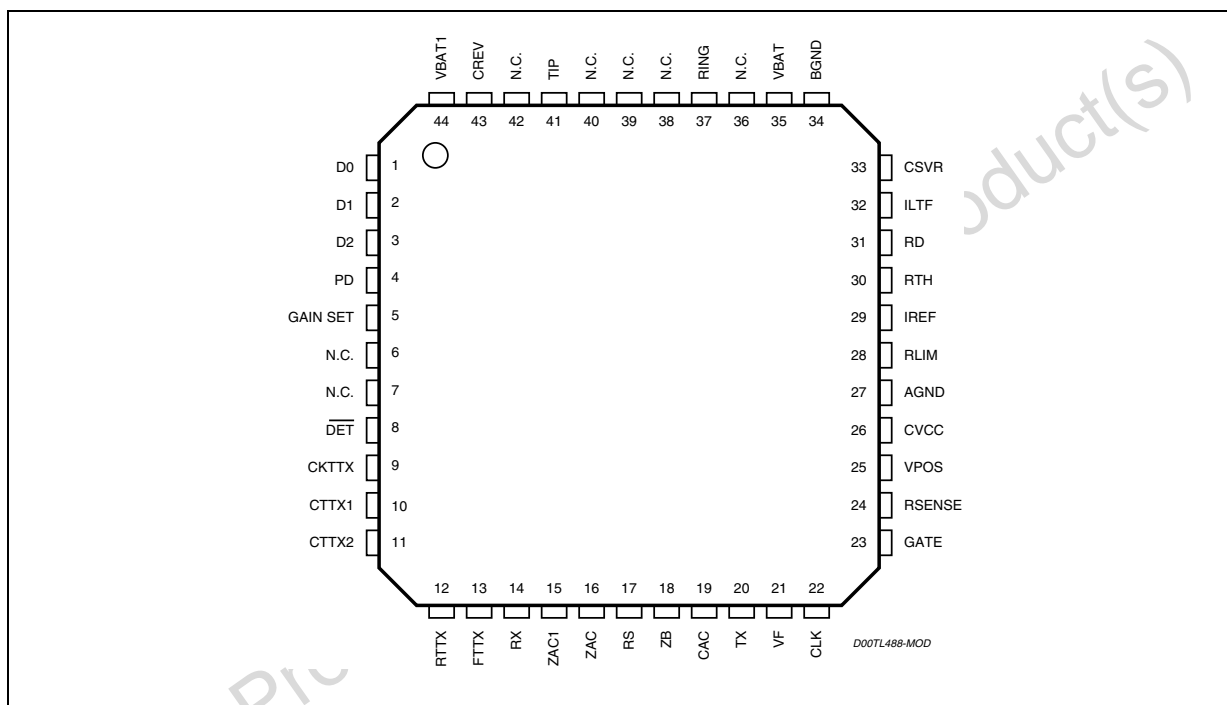 VBAT1 CREV N.C. TIP N.C. N.C. N.C. RING N.C. VBAT BGND
44 43 42 41 40 39 38 37 36 35 34
D0 1
D1 2
D2 3
PD 4
GAIN SET 5
N.C. 6
N.C. 7
D̅E̅T̅ 8
CKTTX 9
CTTX1 10
CTTX2 11
33 CSVR
32 ILTF
31 RD
30 RTH
29 IREF
28 RLIM
27 AGND
26 CVCC
25 VPOS
24 RSENSE
23 GATE
12 13 14 15 16 17 18 19 20 21 22
RTTX FTTX RX ZAC1 ZAC RS ZB CAC TX VF CLK
D00TL488-MOD